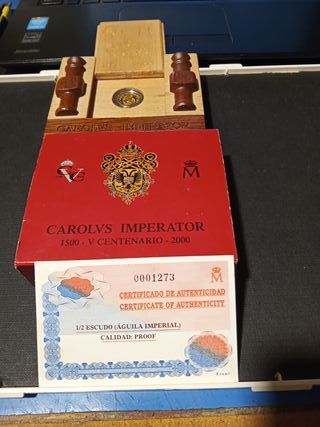 CAROLVS IMPERATOR
CAROLVS IMPERATOR
1500 - V CENTENARIO - 2000
0001273
CERTIFICADO DE AUTENTICIDAD
CERTIFICATE OF AUTHENTICITY
1/2 ESCUDO (ÁGUILA IMPERIAL)
CALIDAD: PROOF